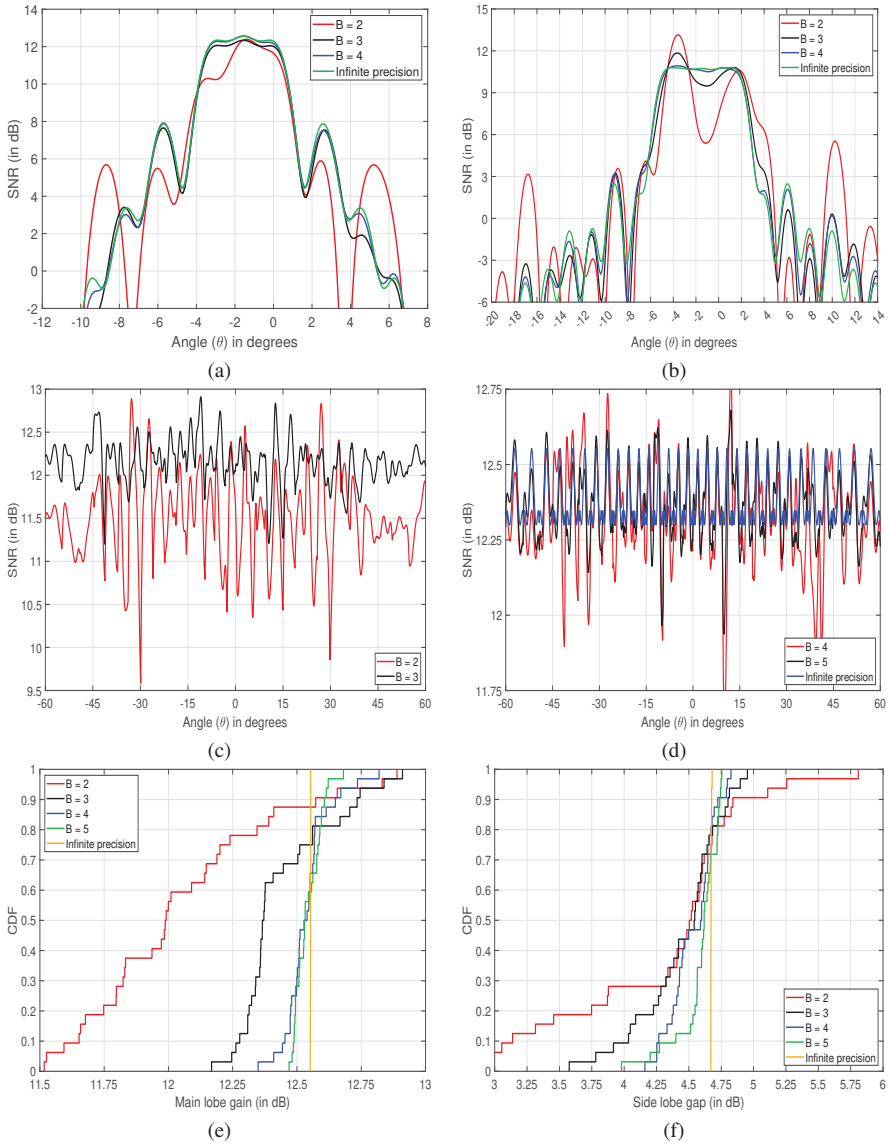 B = 2
B = 3
B = 4
Infinite precision
SNR (in dB)
14
12
10
8
6
4
2
0
-2
-12 -10 -8 -6 -4 -2 0 2 4 6 8
Angle (θ) in degrees
(a)
B = 2
B = 3
B = 4
Infinite precision
SNR (in dB)
15
12
9
6
3
0
-3
-6
-20 -18 -16 -14 -12 -10 -8 -6 -4 -2 0 2 4 6 8 10 12 14
Angle (θ) in degrees
(b)
SNR (in dB)
13
12.5
12
11.5
11
10.5
10
9.5
B = 2
B = 3
-60 -45 -30 -15 0 15 30 45 60
Angle (θ) in degrees
(c)
SNR (in dB)
12.75
12.5
12.25
12
11.75
B = 4
B = 5
Infinite precision
-60 -45 -30 -15 0 15 30 45 60
Angle (θ) in degrees
(d)
B = 2
B = 3
B = 4
B = 5
Infinite precision
CDF
1
0.9
0.8
0.7
0.6
0.5
0.4
0.3
0.2
0.1
0
11.5 11.75 12 12.25 12.5 12.75 13
Main lobe gain (in dB)
(e)
CDF
1
0.9
0.8
0.7
0.6
0.5
0.4
0.3
0.2
0.1
0
B = 2
B = 3
B = 4
B = 5
Infinite precision
3 3.25 3.5 3.75 4 4.25 4.5 4.75 5 5.25 5.5 5.75 6
Side lobe gap (in dB)
(f)